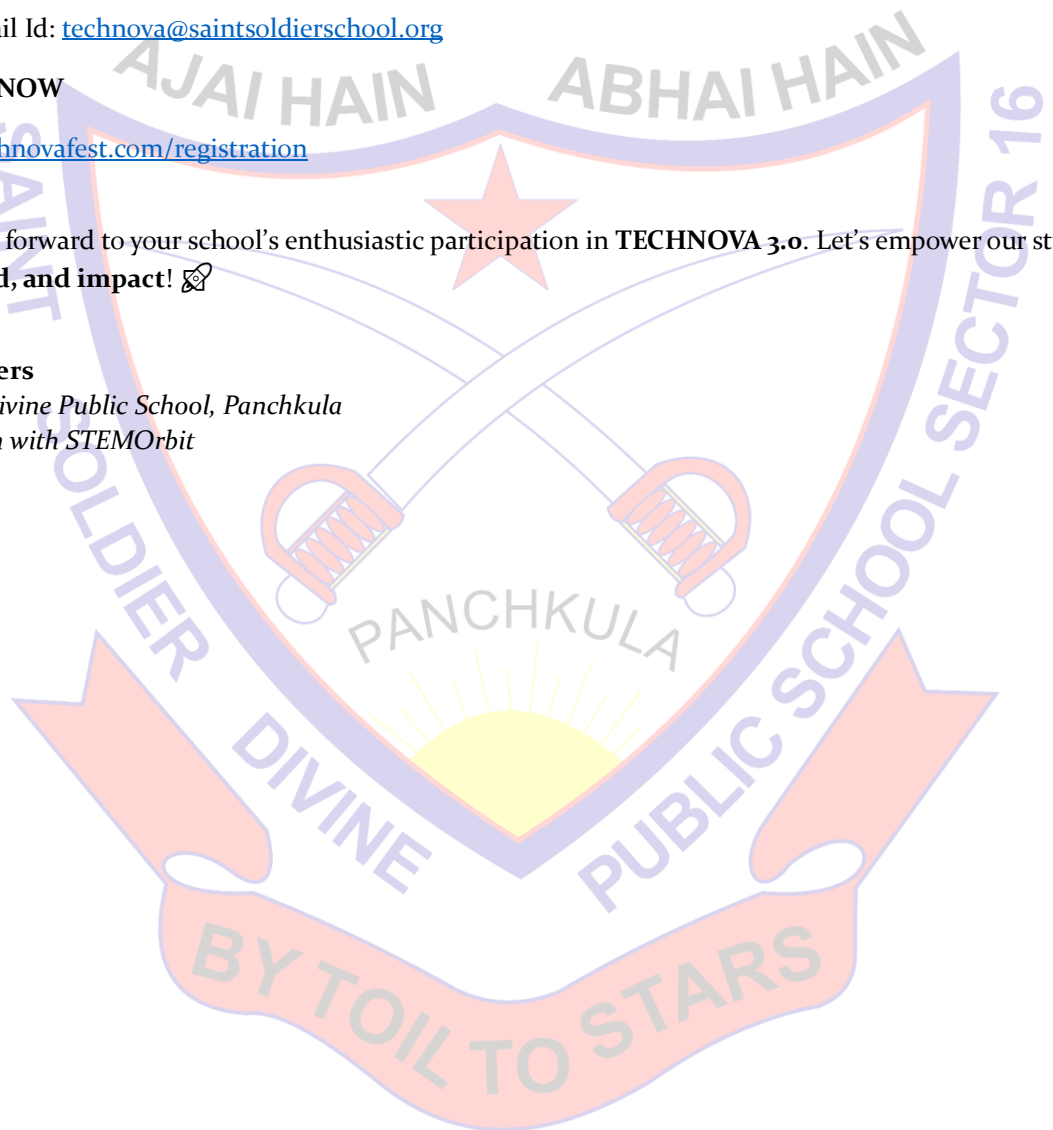 il Id: technova@saintsoldierschool.org
NOW
hnovafest.com/registration
forward to your school's enthusiastic participation in TECHNOVA 3.0. Let's empower our st
d, and impact! 🚀
ers
ivine Public School, Panchkula
n with STEMOrbit
AJAI HAIN ABHAI HAIN
SAINT SOLDIER DIVINE PUBLIC SCHOOL SECTOR 16
PANCHKULA
BY TOIL TO STARS